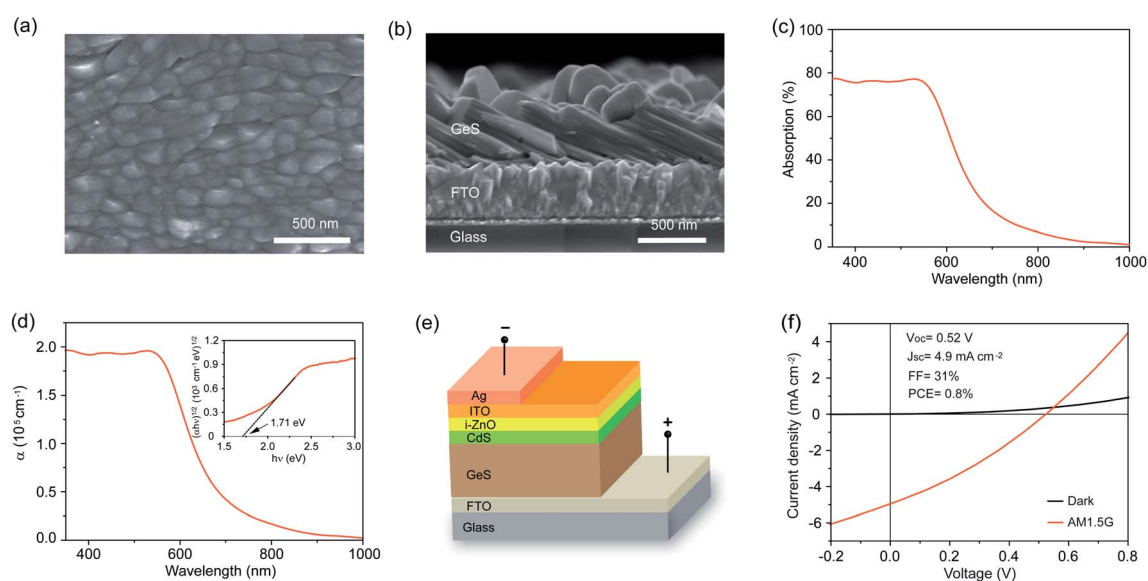 (a)
500 nm
(b)
GeS
FTO
Glass
500 nm
(c)
Absorption (%)
100
80
60
40
20
0
400 600 800 1000
Wavelength (nm)
(d)
α (10⁵ cm⁻¹)
2.0
1.5
1.0
0.5
0.0
400 600 800 1000
Wavelength (nm)
(αhν)^1/2 (10³ cm⁻¹ eV)^1/2
1.2
0.9
0.6
0.3
0
1.71 eV
1.5 2.0 2.5 3.0
hν (eV)
(e)
−
+
Ag
ITO
i-ZnO
CdS
GeS
FTO
Glass
(f)
Current density (mA cm⁻²)
4
2
0
-2
-4
-6
Voc= 0.52 V
Jsc= 4.9 mA cm⁻²
FF= 31%
PCE= 0.8%
Dark
AM1.5G
-0.2 0.0 0.2 0.4 0.6 0.8
Voltage (V)